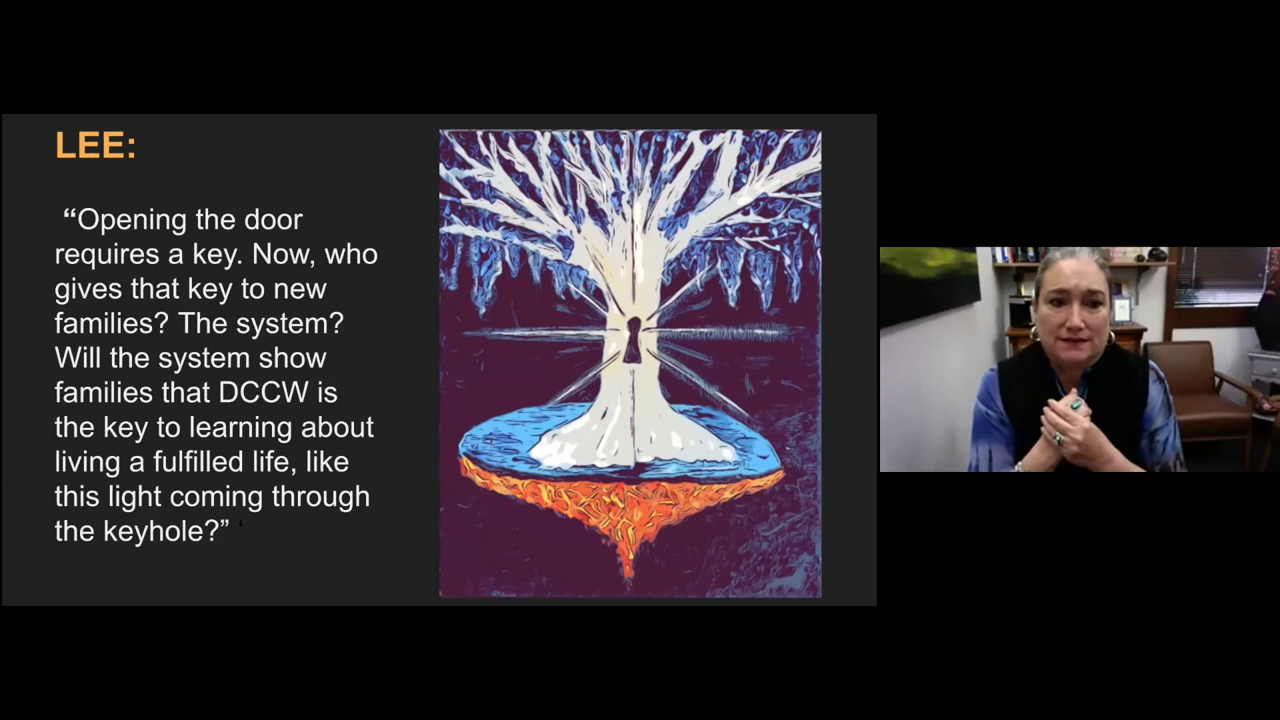 LEE:
“Opening the door
requires a key. Now, who
gives that key to new
families? The system?
Will the system show
families that DCCW is
the key to learning about
living a fulfilled life, like
this light coming through
the keyhole?” ‘